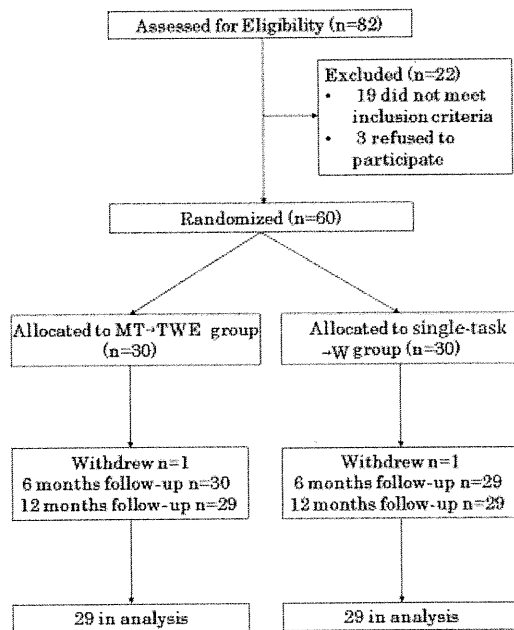 Assessed for Eligibility (n=82)
Excluded (n=22)
• 19 did not meet
inclusion criteria
• 3 refused to
participate
Randomized (n=60)
Allocated to MT→TWE group
(n=30)
Allocated to single-task
→W group (n=30)
Withdrew n=1
6 months follow-up n=30
12 months follow-up n=29
Withdrew n=1
6 months follow-up n=29
12 months follow-up n=29
29 in analysis
29 in analysis